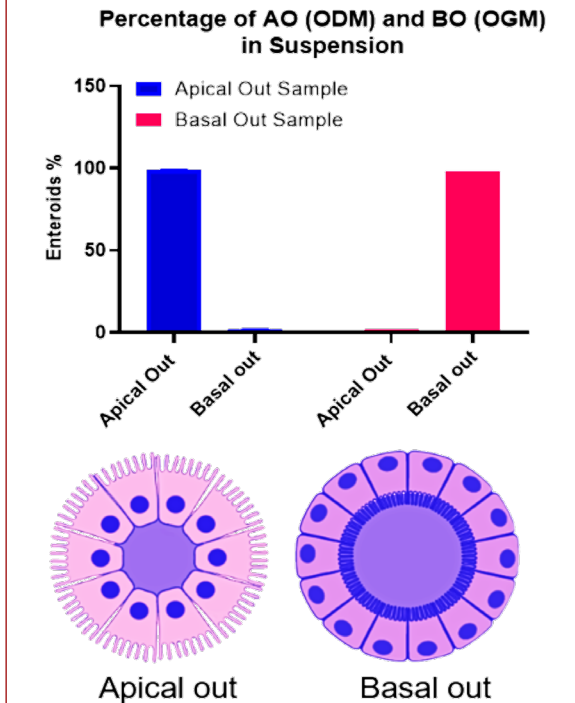 Percentage of AO (ODM) and BO (OGM)
in Suspension
150
Apical Out Sample
Basal Out Sample
100
Enteroids %
50
0
Apical Out
Basal out
Apical Out
Basal out
Apical out
Basal out